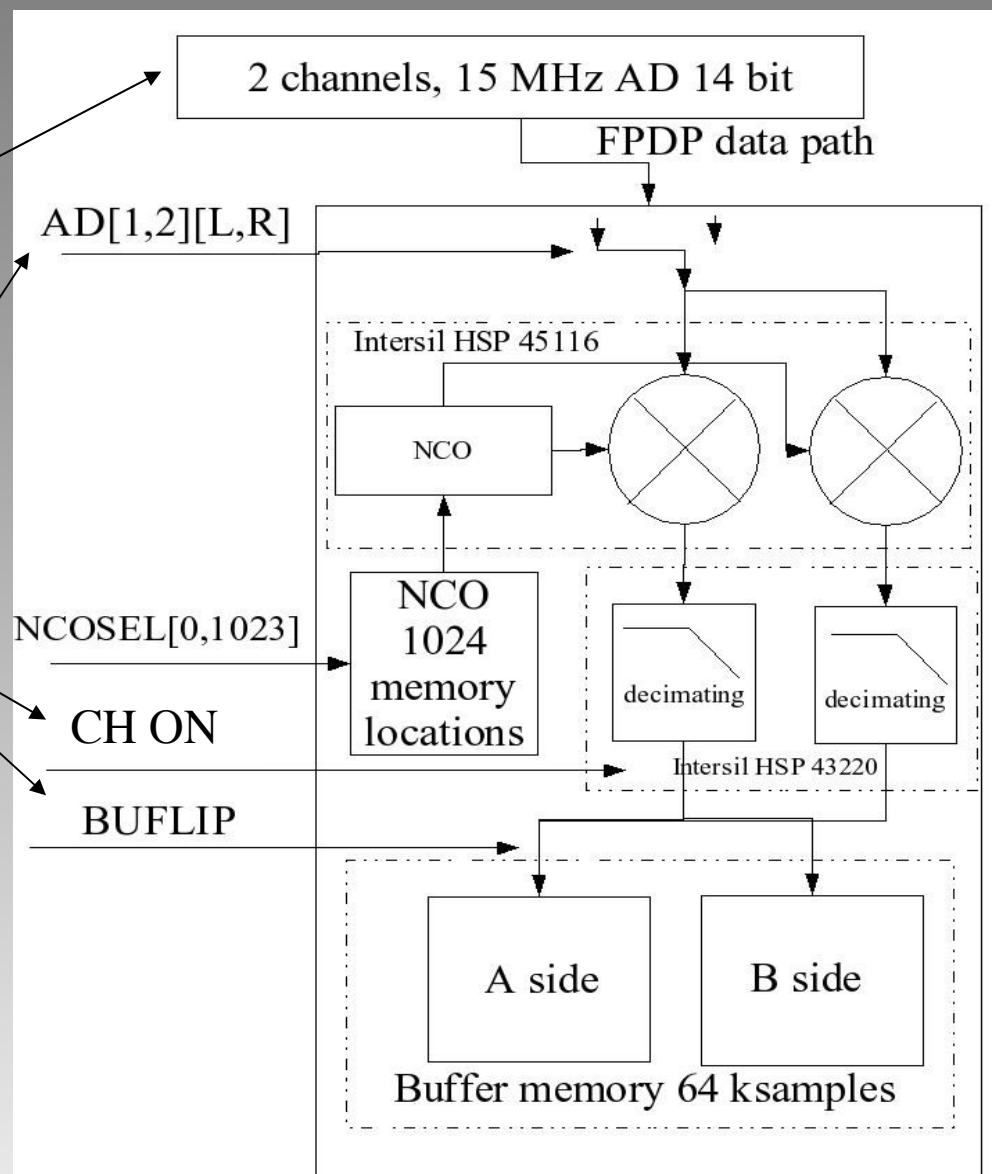 2 channels, 15 MHz AD 14 bit
FPDP data path
AD[1,2][L,R]
Intersil HSP 45116
NCO
NCO
1024
memory
locations
NCOSEL[0,1023]
decimating
decimating
CH ON
Intersil HSP 43220
BUFLIP
A side
B side
Buffer memory 64 ksamples